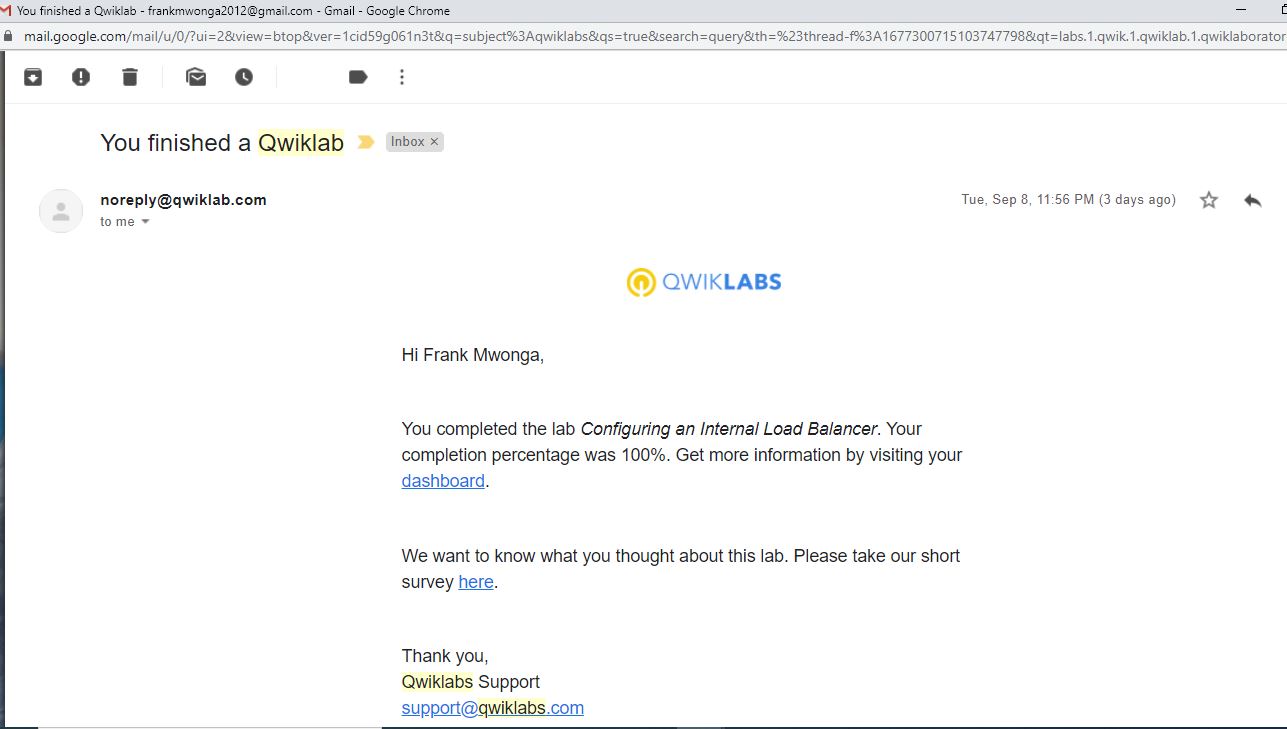 You finished a Qwiklab - frankmwonga2012@gmail.com - Gmail - Google Chrome
mail.google.com/mail/u/0/?ui=2&view=btop&ver=1cid59g061n3t&q=subject%3Aqwiklabs&qs=true&search=query&th=%23thread-f%3A1677300715103747798&qt=labs.1.qwik.1.qwiklab.1.qwiklaborator
You finished a Qwiklab Inbox ×
noreply@qwiklab.com
Tue, Sep 8, 11:56 PM (3 days ago)
to me
QWIKLABS
Hi Frank Mwonga,
You completed the lab Configuring an Internal Load Balancer. Your
completion percentage was 100%. Get more information by visiting your
dashboard.
We want to know what you thought about this lab. Please take our short
survey here.
Thank you,
Qwiklabs Support
support@qwiklabs.com